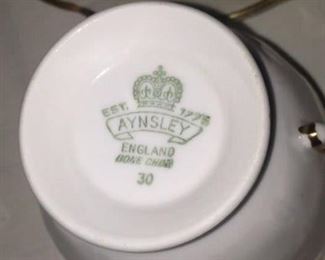 EST. 1775
AYNSLEY
ENGLAND
BONE CHINA
30